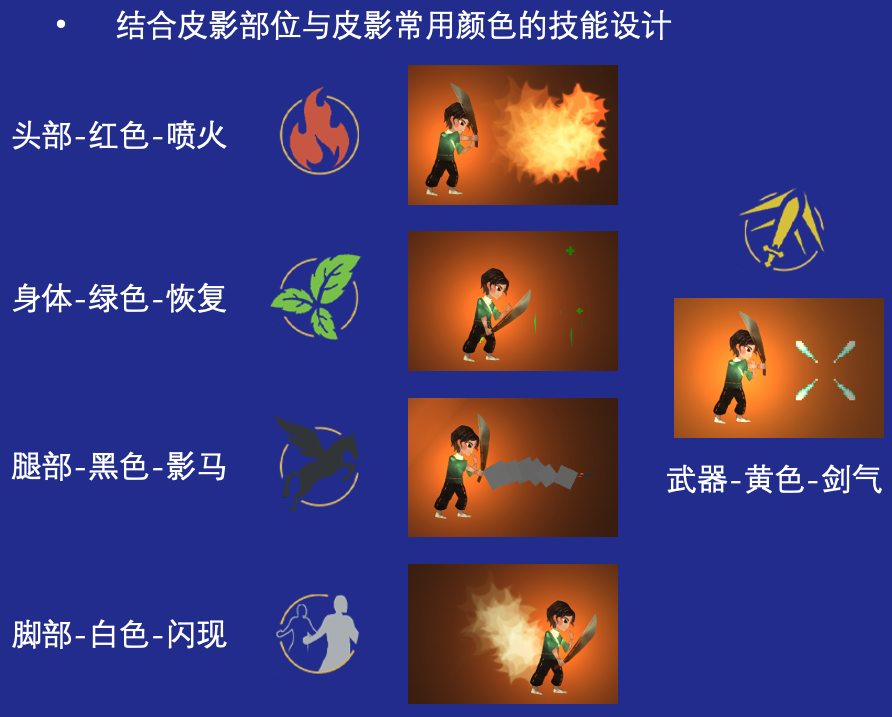 • 结合皮影部位与皮影常用颜色的技能设计
头部-红色-喷火
身体-绿色-恢复
腿部-黑色-影马
脚部-白色-闪现
武器-黄色-剑气